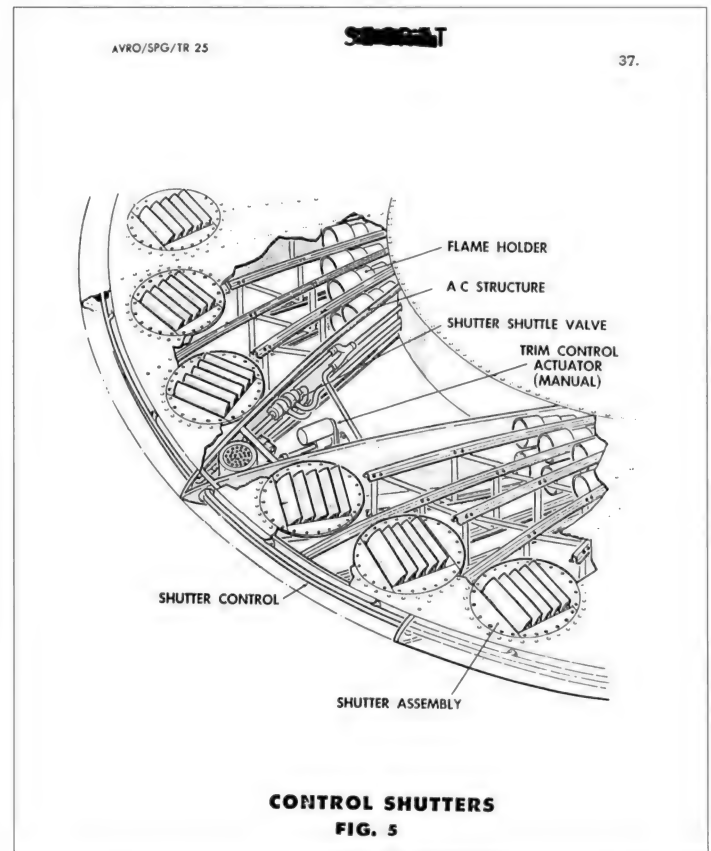 AVRO/SPG/TR 25
37.
FLAME HOLDER
A C STRUCTURE
SHUTTER SHUTTLE VALVE
TRIM CONTROL
ACTUATOR
(MANUAL)
SHUTTER CONTROL
SHUTTER ASSEMBLY
CONTROL SHUTTERS
FIG. 5